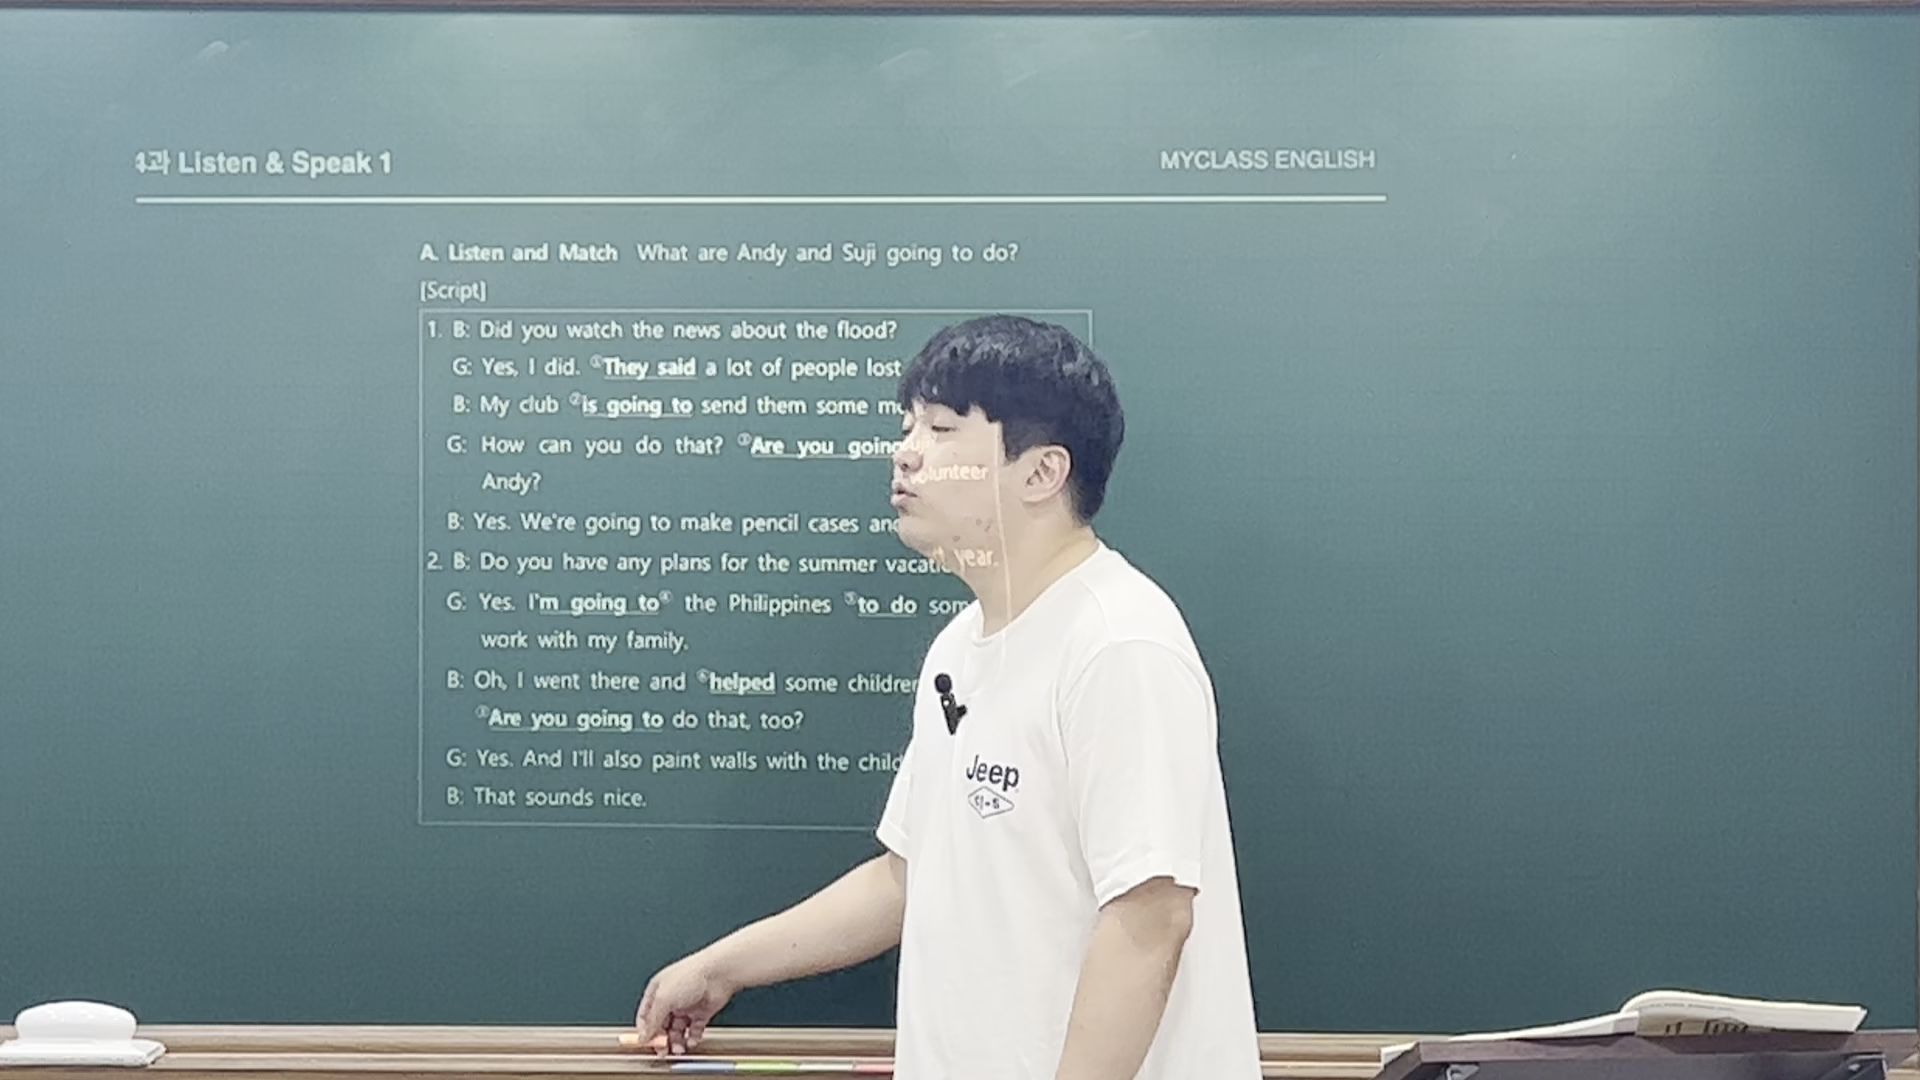 과 Listen & Speak 1
MYCLASS ENGLISH
A. Listen and Match What are Andy and Suji going to do?
[Script]
1. B: Did you watch the news about the flood?
G: Yes, I did. ①They said a lot of people lost
B: My club ②is going to send them some
G: How can you do that? ③Are you going
Andy?
B: Yes. We're going to make pencil cases
2. B: Do you have any plans for the summer
G: Yes. I'm going to④ the Philippines ⑤to do volunteer
work with my family.
B: Oh, I went there and ⑥helped some year.
③Are you going to do that, too?
G: Yes. And I'll also paint walls with the
B: That sounds nice.
Jeep